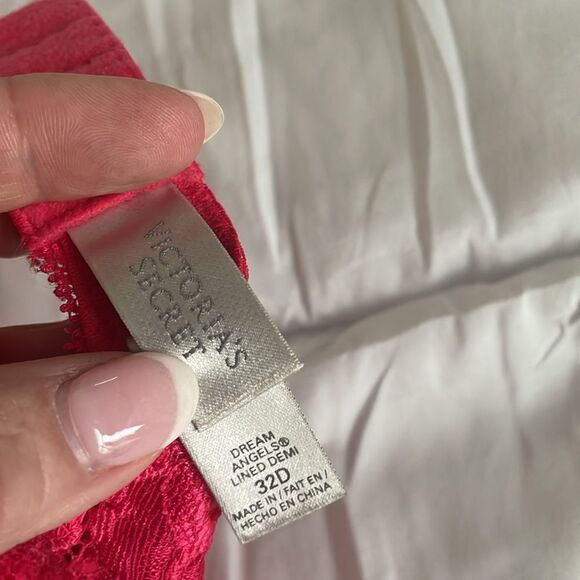 VICTORIA'S
SECRET
DREAM
ANGELS®
LINED DEMI
32D
MADE IN / FAIT EN /
HECHO EN CHINA